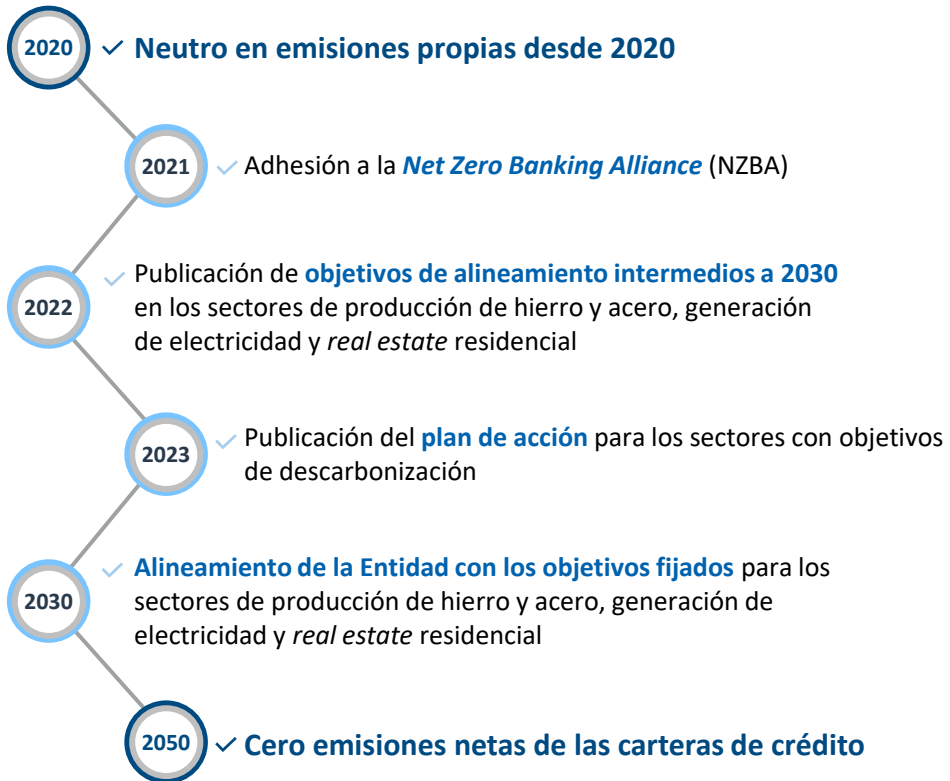 2020
Neutro en emisiones propias desde 2020
2021
Adhesión a la Net Zero Banking Alliance (NZBA)
2022
Publicación de objetivos de alineamiento intermedios a 2030
en los sectores de producción de hierro y acero, generación
de electricidad y real estate residencial
2023
Publicación del plan de acción para los sectores con objetivos
de descarbonización
2030
Alineamiento de la Entidad con los objetivos fijados para los
sectores de producción de hierro y acero, generación de
electricidad y real estate residencial
2050
Cero emisiones netas de las carteras de crédito